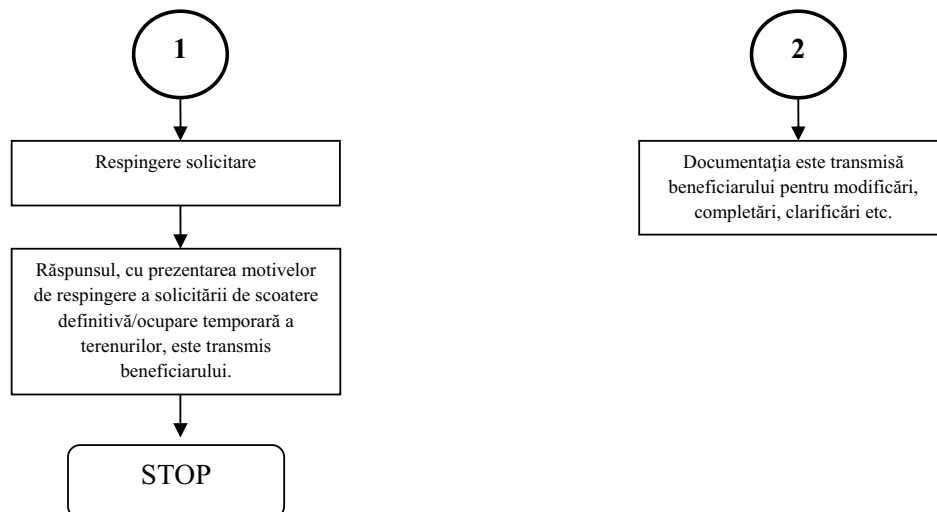 1
Respingere solicitare
Răspunsul, cu prezentarea motivelor
de respingere a solicitării de scoatere
definitivă/ocupare temporară a
terenurilor, este transmis
beneficiarului.
STOP
2
Documentaţia este transmisă
beneficiarului pentru modificări,
completări, clarificări etc.